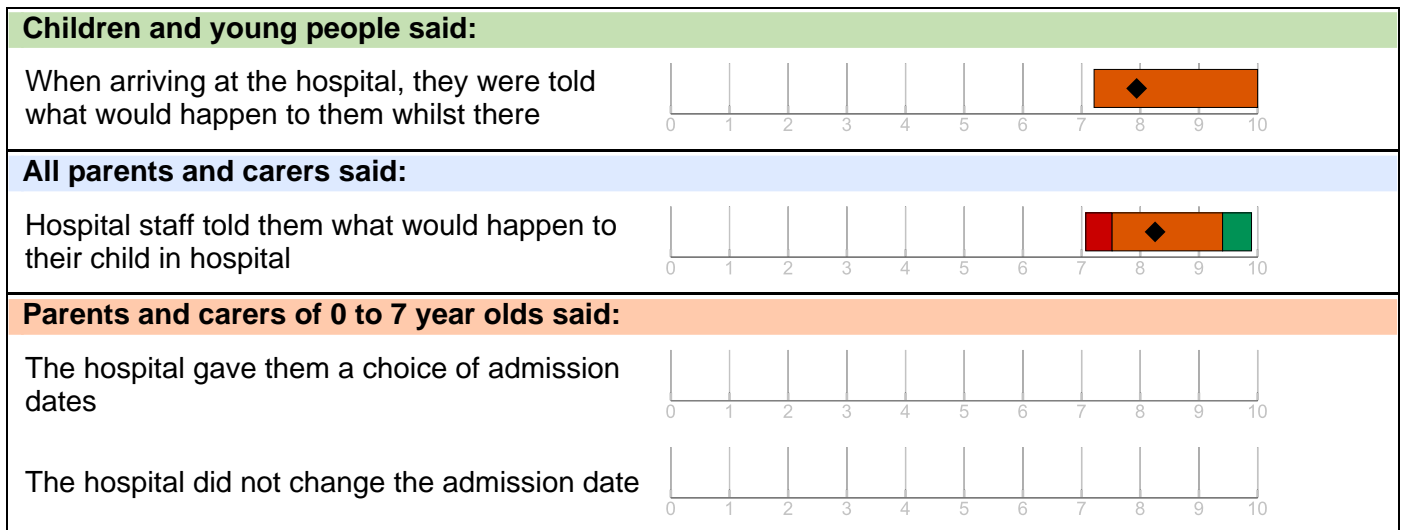 Children and young people said:
When arriving at the hospital, they were told
what would happen to them whilst there
0 1 2 3 4 5 6 7 8 9 10
All parents and carers said:
Hospital staff told them what would happen to
their child in hospital
0 1 2 3 4 5 6 7 8 9 10
Parents and carers of 0 to 7 year olds said:
The hospital gave them a choice of admission
dates
0 1 2 3 4 5 6 7 8 9 10
The hospital did not change the admission date
0 1 2 3 4 5 6 7 8 9 10